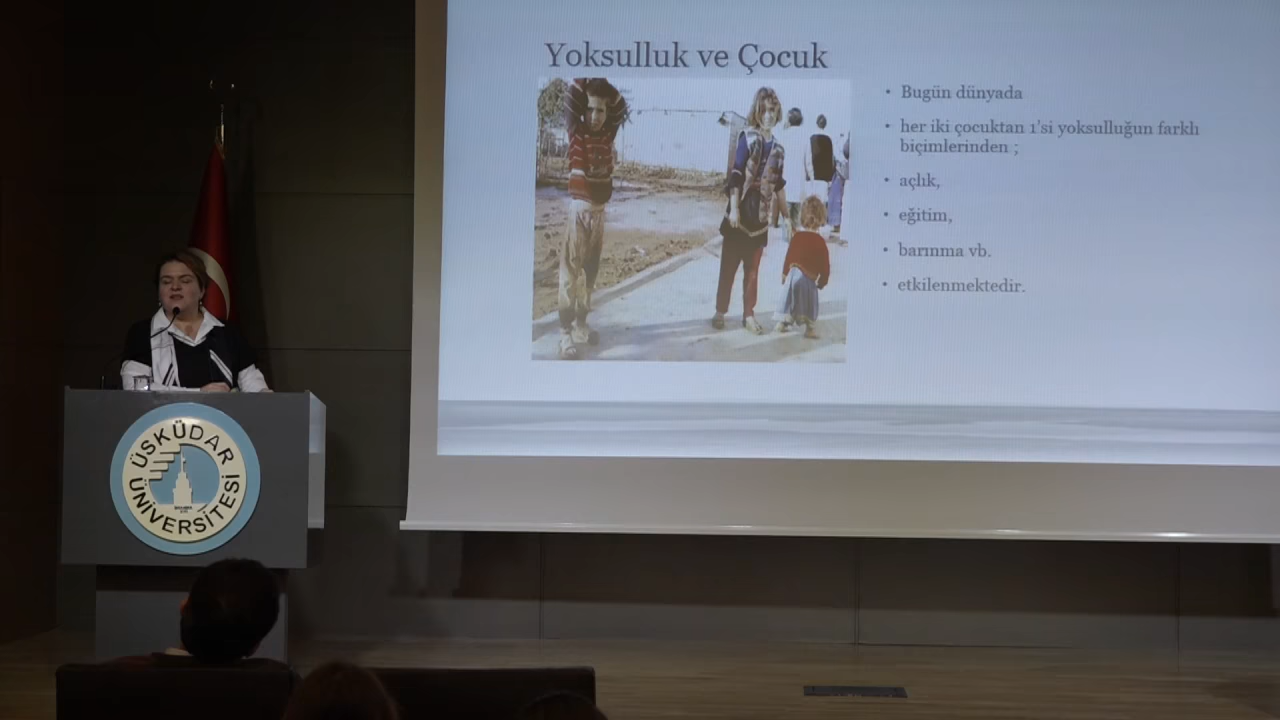 Yoksulluk ve Çocuk
• Bugün dünyada
• her iki çocuktan 1'si yoksulluğun farklı
biçimlerinden ;
• açlık,
• eğitim,
• barınma vb.
• etkilenmektedir.
ÜSKÜDAR
ÜNİVERSİTESİ